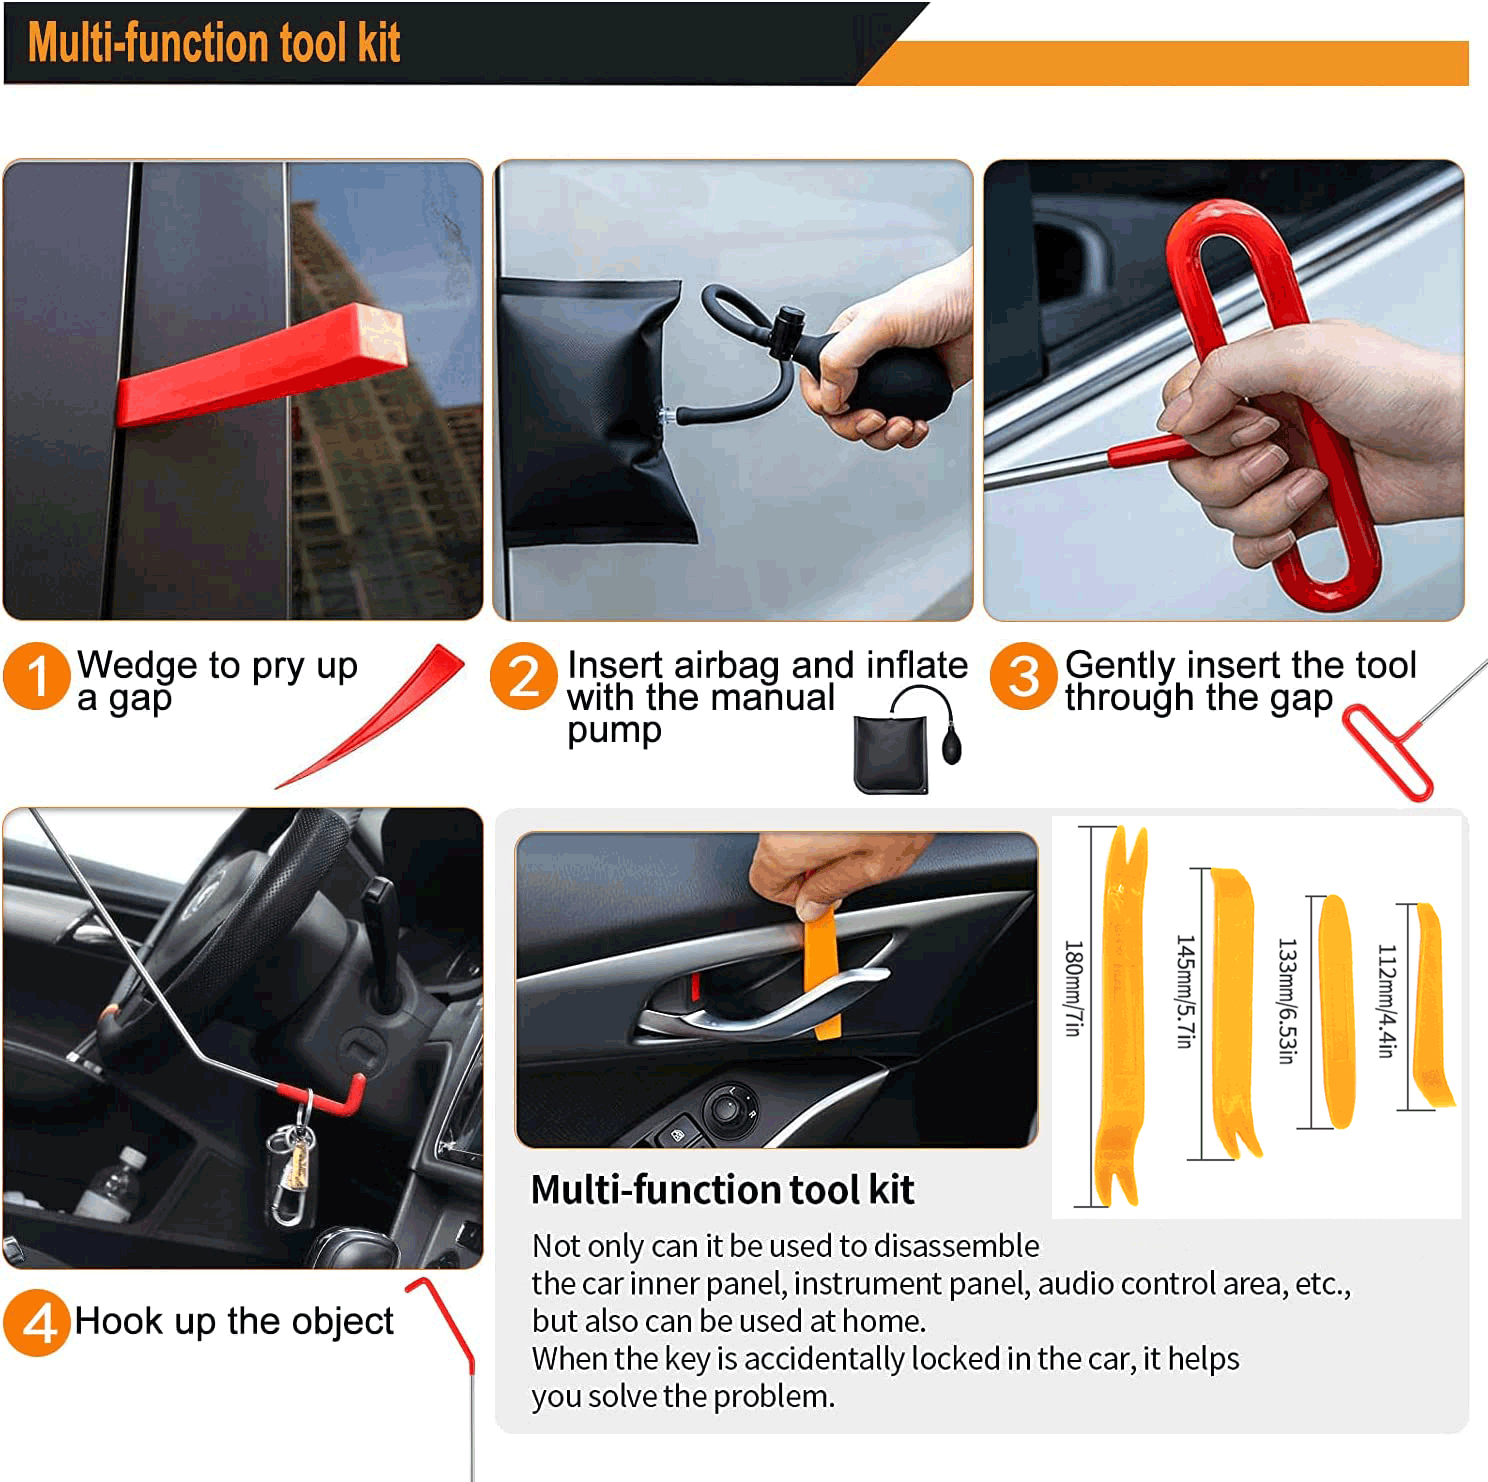 Multi-function tool kit
1 Wedge to pry up
a gap
2 Insert airbag and inflate
with the manual
pump
3 Gently insert the tool
through the gap
4 Hook up the object
180mm/7in
145mm/5.7in
133mm/6.53in
112mm/4.4in
L
R
Multi-function tool kit
Not only can it be used to disassemble
the car inner panel, instrument panel, audio control area, etc.,
but also can be used at home.
When the key is accidentally locked in the car, it helps
you solve the problem.